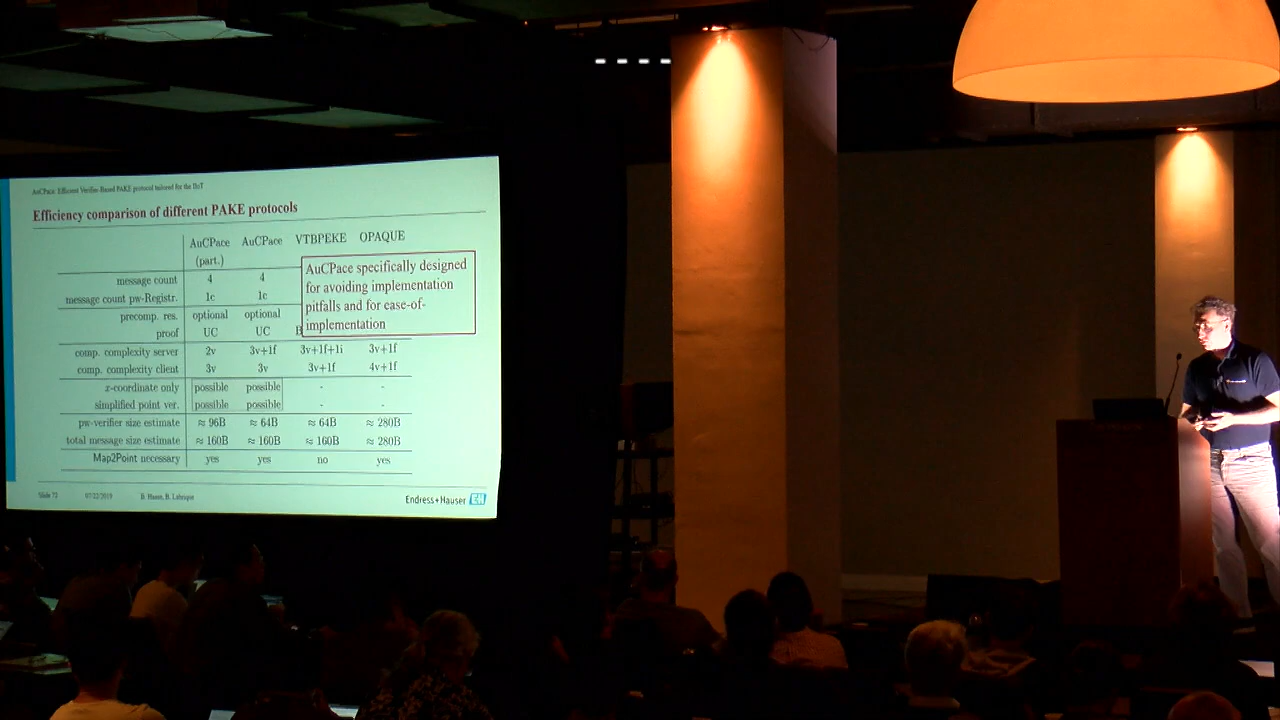 AuCPace: Efficient Verifier-Based PAKE protocol tailored for the IIoT
Efficiency comparison of different PAKE protocols
AuCPace (part.) AuCPace VTBPEKE OPAQUE
message count 4 4
message count pw-Registr. 1c 1c
precomp. res. optional optional
proof UC UC B
AuCPace specifically designed
for avoiding implementation
pitfalls and for ease-of-
implementation
comp. complexity server 2v 3v+1f 3v+1f+1i 3v+1f
comp. complexity client 3v 3v 3v+1f 4v+1f
x-coordinate only possible possible - -
simplified point ver. possible possible - -
pw-verifier size estimate ≈ 96B ≈ 64B ≈ 64B ≈ 280B
total message size estimate ≈ 160B ≈ 160B ≈ 160B ≈ 280B
Map2Point necessary yes yes no yes
07/22/2019 Endress+Hauser EH